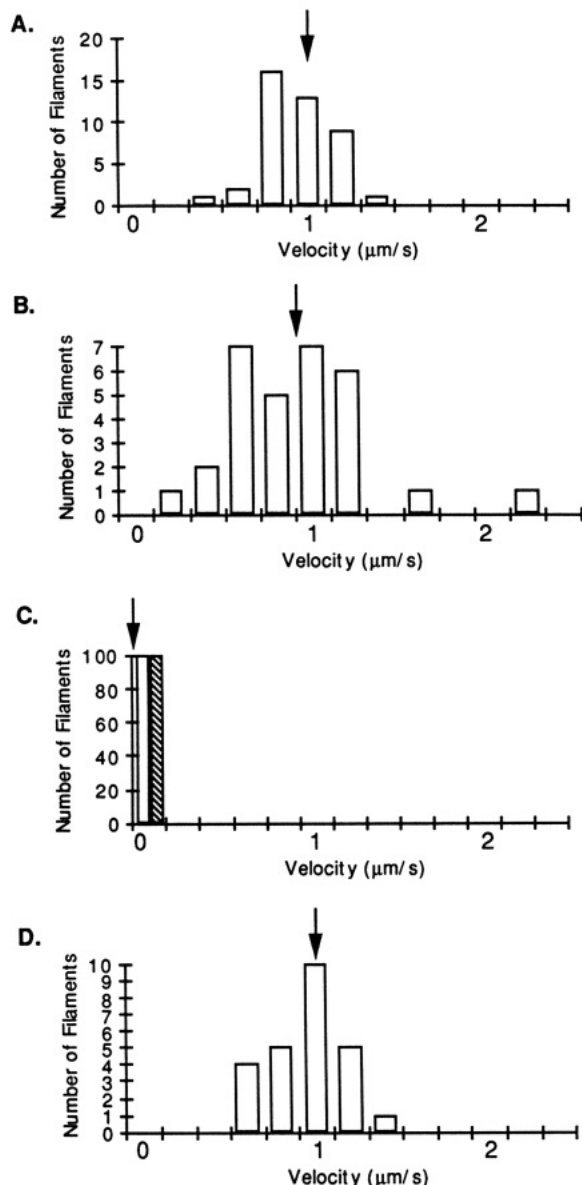 A.
20
15
10
5
0
Number of Filaments
0 1 2
Velocity (μm/s)
B.
7
6
5
4
3
2
1
0
Number of Filaments
0 1 2
Velocity (μm/s)
C.
100
80
60
40
20
0
Number of Filaments
0 1 2
Velocity (μm/s)
D.
10
9
8
7
6
5
4
3
2
1
0
Number of Filaments
0 1 2
Velocity (μm/s)